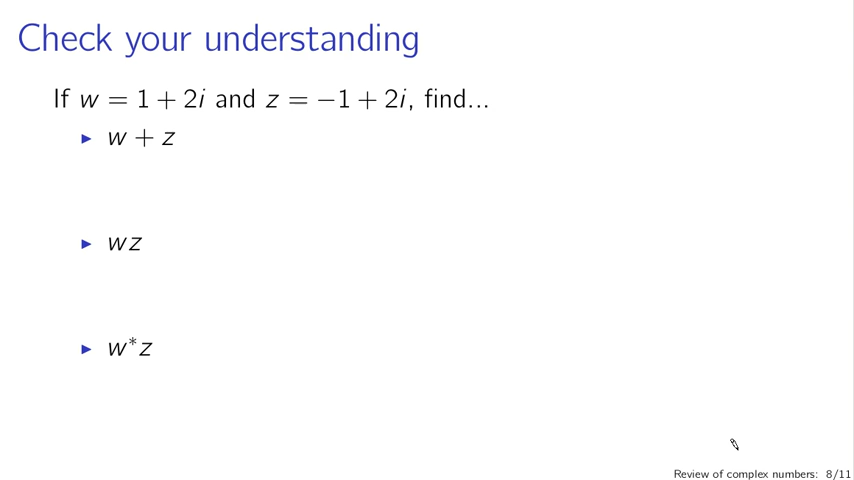 Check your understanding
If w = 1 + 2i and z = −1 + 2i, find...
▶ w + z
▶ wz
▶ w*z
Review of complex numbers: 8/11